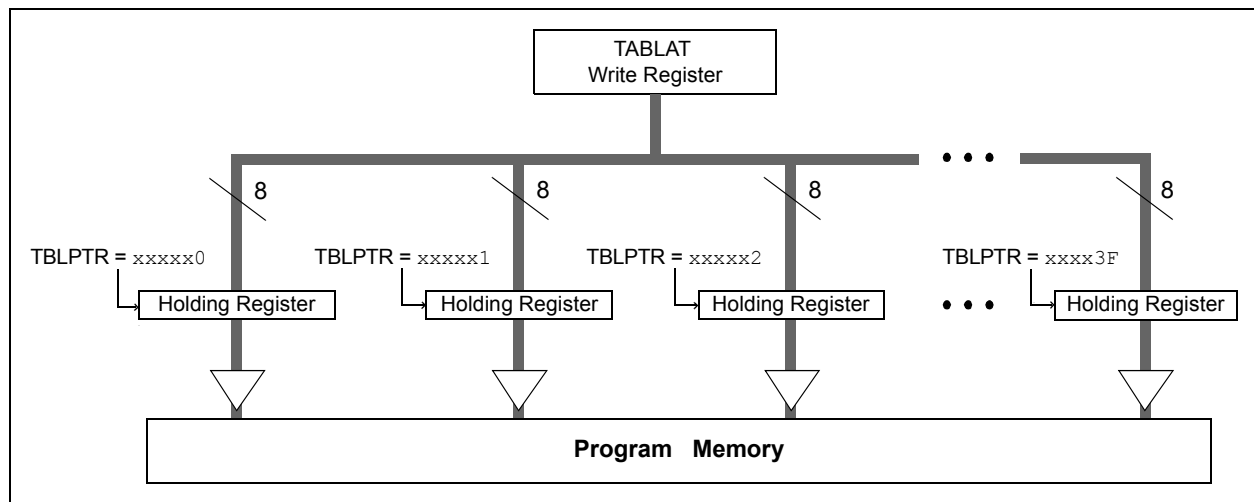 TABLAT
Write Register
8
8
8
8
TBLPTR = xxxxx0
TBLPTR = xxxxx1
TBLPTR = xxxxx2
TBLPTR = xxxx3F
Holding Register
Holding Register
Holding Register
Holding Register
Program Memory